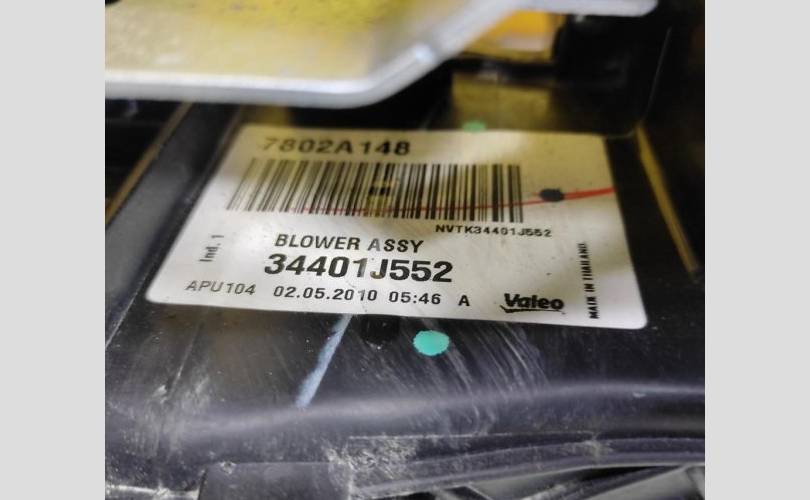 7802A148
NVTK34401J552
Ind. 1
BLOWER ASSY
34401J552
APU104 02.05.2010 05:46 A Valeo
MADE IN THAILAND.